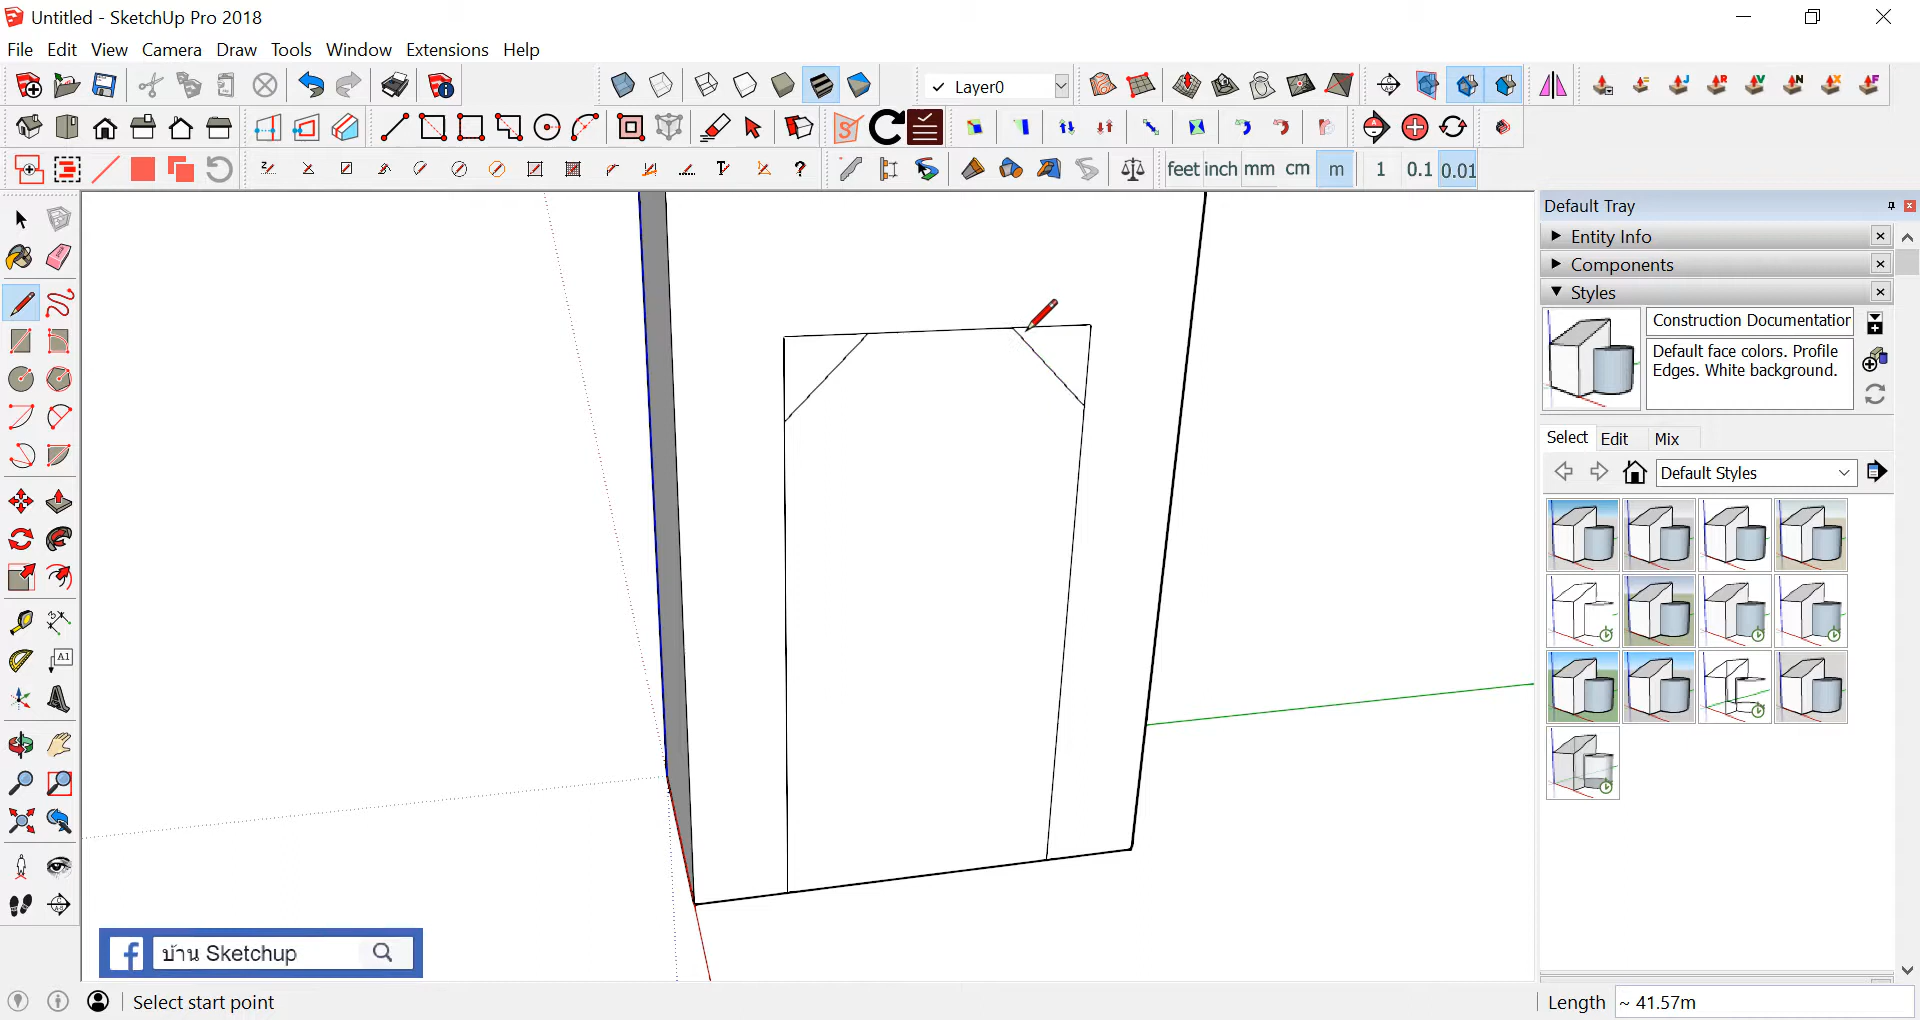 Untitled - SketchUp Pro 2018
File Edit View Camera Draw Tools Window Extensions Help
Layer0
feet inch mm cm m 1 0.1 0.01
Default Tray
Entity Info
Components
Styles
Construction Documentation
Default face colors. Profile
Edges. White background.
Select Edit Mix
Default Styles
บ้าน Sketchup
Select start point
Length ~ 41.57m